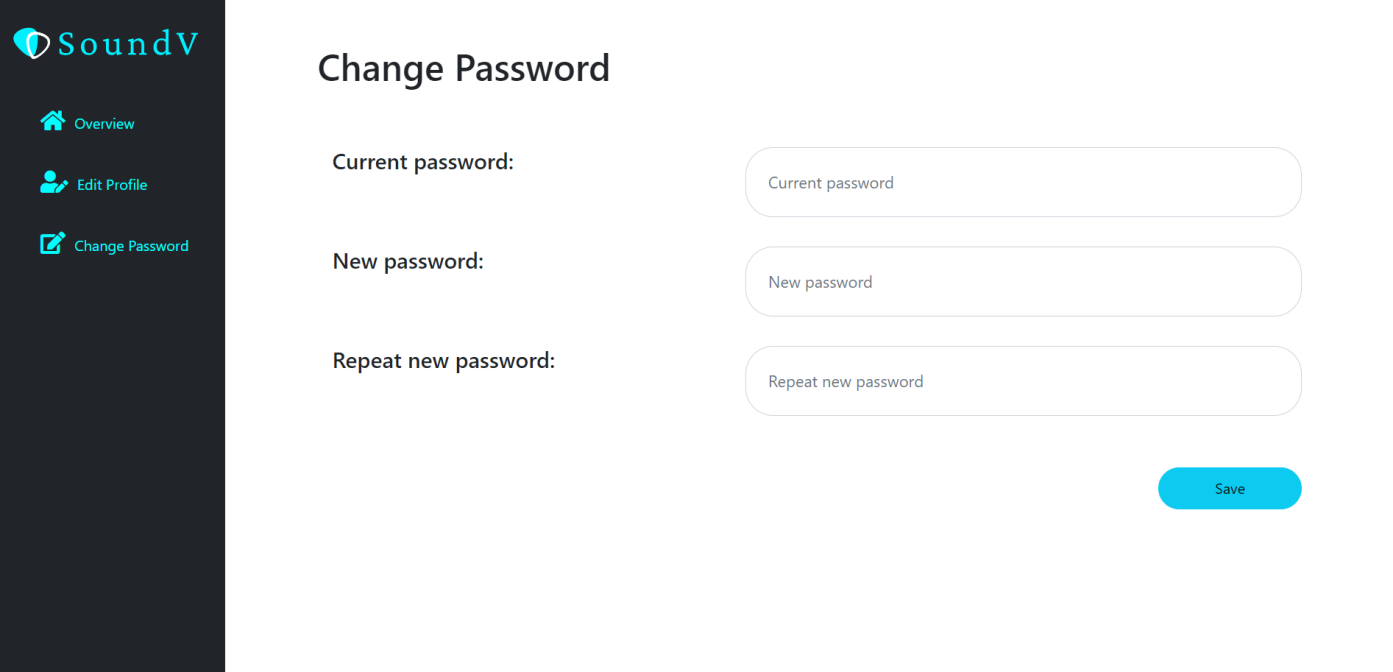 SoundV
Overview
Edit Profile
Change Password
Change Password
Current password:
Current password
New password:
New password
Repeat new password:
Repeat new password
Save